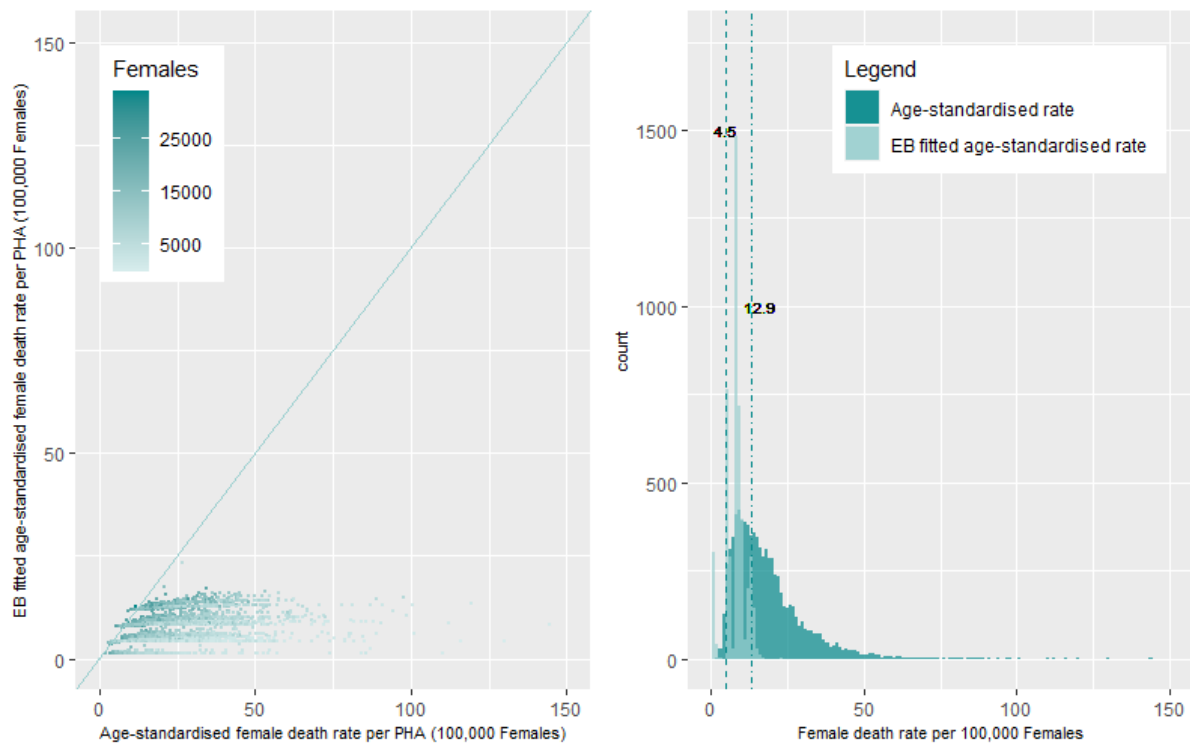 EB fitted age-standardised female death rate per PHA (100,000 Females)
150
100
50
0
Females
25000
15000
5000
0
50
100
150
Age-standardised female death rate per PHA (100,000 Females)
count
1500
1000
500
0
4.5
12.9
Legend
Age-standardised rate
EB fitted age-standardised rate
0
50
100
150
Female death rate per 100,000 Females